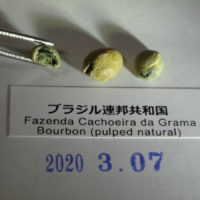 ブラジル連邦共和国
Fazenda Cachoeira da Grama
Bourbon (pulped natural)
2020 3.07